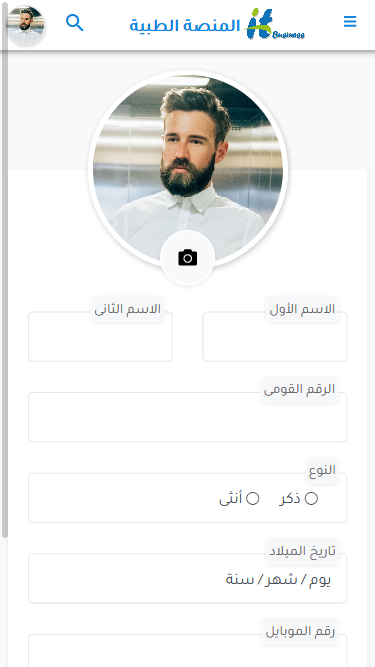 المنصة الطبية it Business
الاسم الأول الاسم الثانى
الرقم القومى
النوع
ذكر أنثى
تاريخ الميلاد
يوم / شهر / سنة
رقم الموبايل